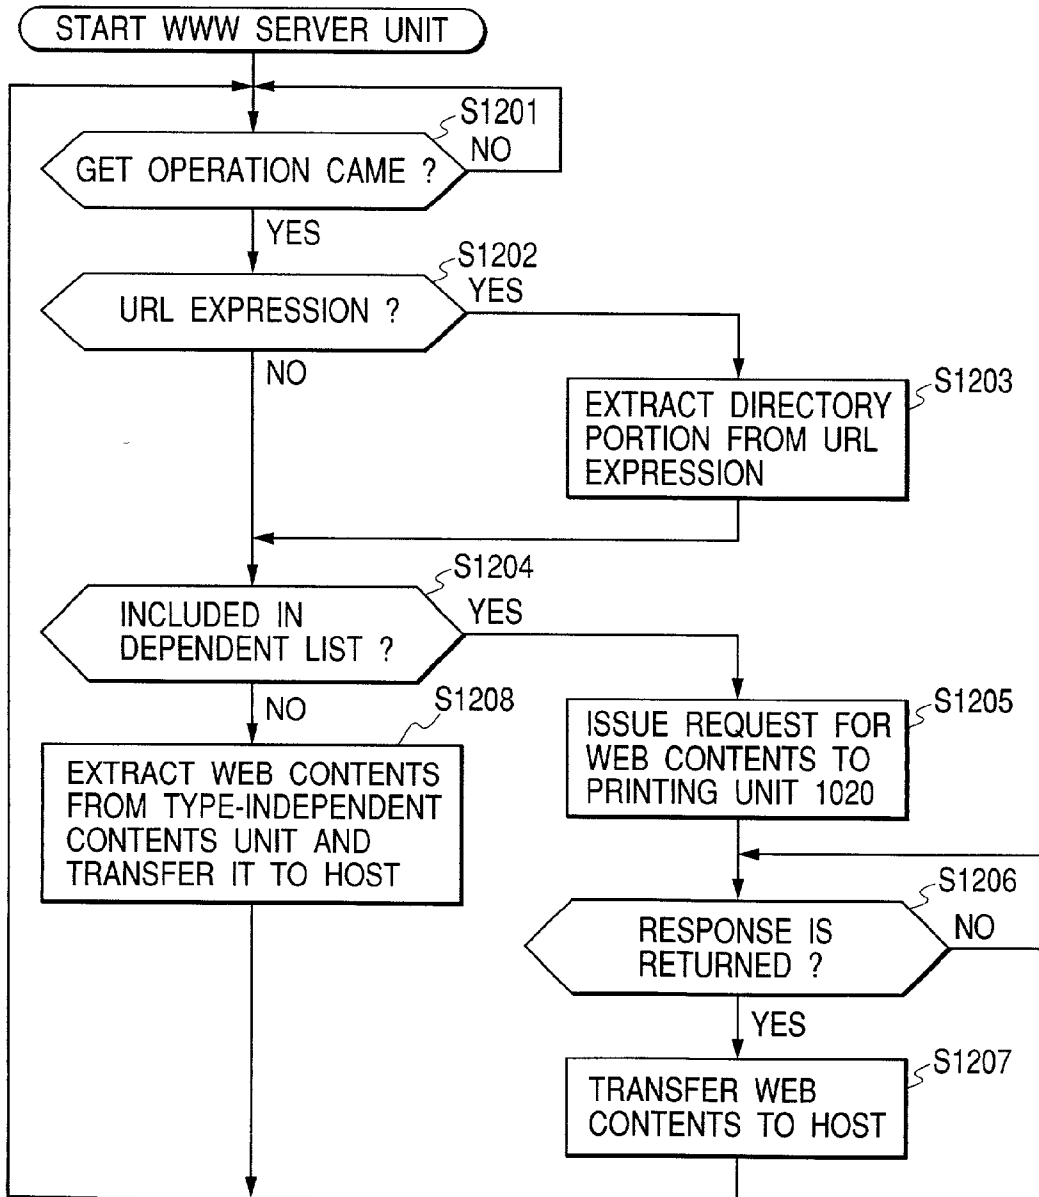 START WWW SERVER UNIT
S1201
GET OPERATION CAME ?
NO
YES
S1202
URL EXPRESSION ?
YES
NO
S1203
EXTRACT DIRECTORY
PORTION FROM URL
EXPRESSION
S1204
INCLUDED IN
DEPENDENT LIST ?
YES
NO
S1208
EXTRACT WEB CONTENTS
FROM TYPE-INDEPENDENT
CONTENTS UNIT AND
TRANSFER IT TO HOST
S1205
ISSUE REQUEST FOR
WEB CONTENTS TO
PRINTING UNIT 1020
S1206
RESPONSE IS
RETURNED ?
NO
YES
S1207
TRANSFER WEB
CONTENTS TO HOST